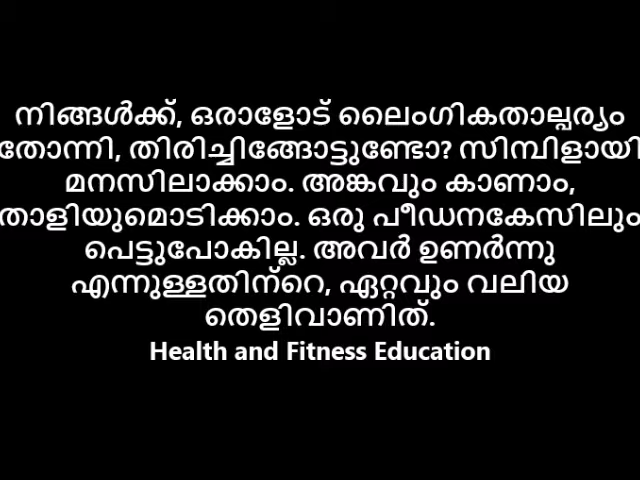 നിങ്ങൾക്ക്, ഒരാളോട് ലൈംഗികതാല്പര്യം
തോന്നി, തിരിച്ചിങ്ങോട്ടുണ്ടോ? സിമ്പിളായി
മനസിലാക്കാം. അങ്കവും കാണാം,
താളിയുമൊടിക്കാം. ഒരു പീഡനകേസിലും
പെട്ടുപോകില്ല. അവർ ഉണർന്നു
എന്നുള്ളതിന്റെ, ഏറ്റവും വലിയ
തെളിവാണിത്.
Health and Fitness Education